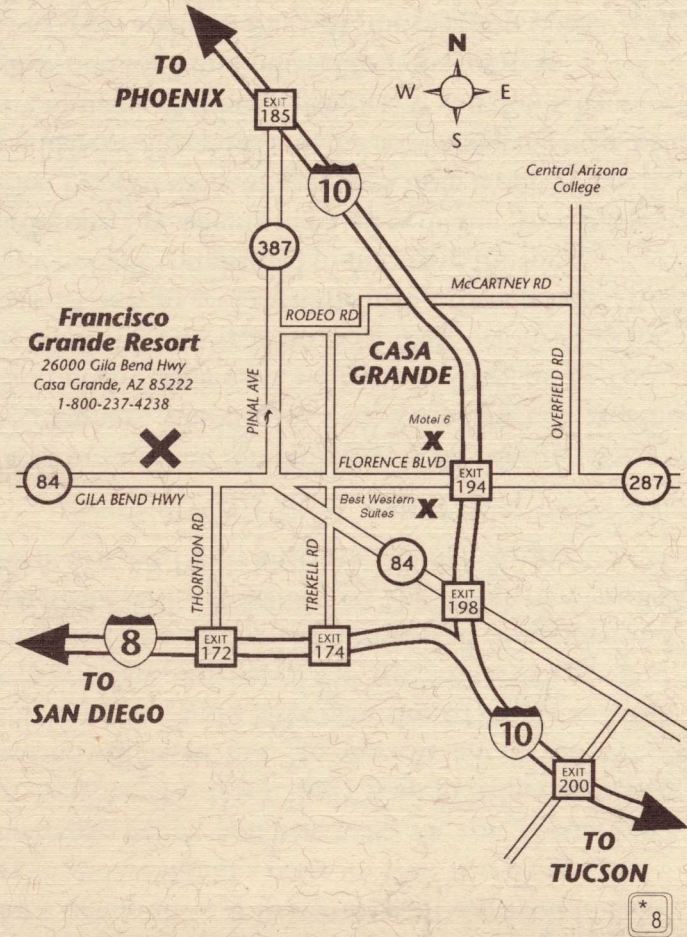 TO
PHOENIX
N
W
E
S
EXIT
185
10
Central Arizona
College
387
McCARTNEY RD
RODEO RD
Francisco
Grande Resort
26000 Gila Bend Hwy
Casa Grande, AZ 85222
1-800-237-4238
CASA
GRANDE
PINAL AVE
OVERFIELD RD
Motel 6
X
X
FLORENCE BLVD
84
EXIT
194
287
GILA BEND HWY
Best Western
Suites
X
THORNTON RD
TREKELL RD
84
EXIT
198
8
EXIT
172
EXIT
174
TO
SAN DIEGO
10
EXIT
200
TO
TUCSON
*
8